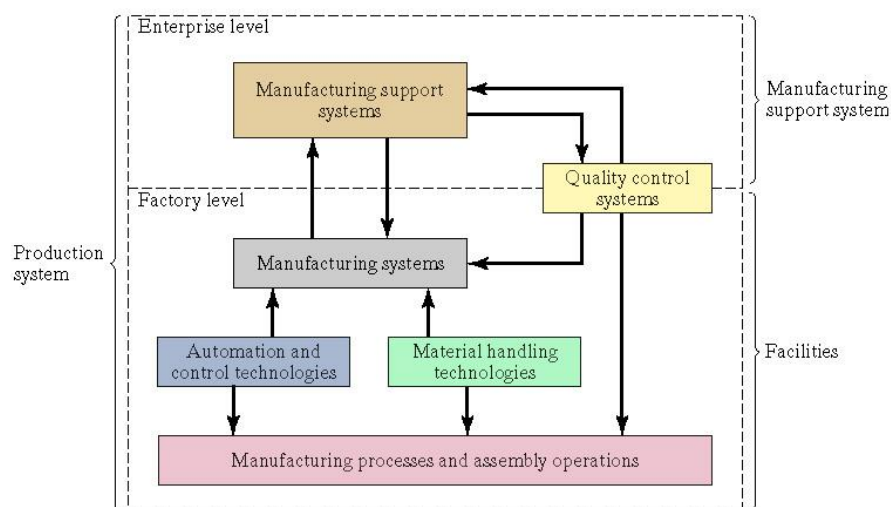 Enterprise level
Manufacturing support
systems
Manufacturing
support system
Quality control
systems
Factory level
Production
system
Manufacturing systems
Automation and
control technologies
Material handling
technologies
Facilities
Manufacturing processes and assembly operations